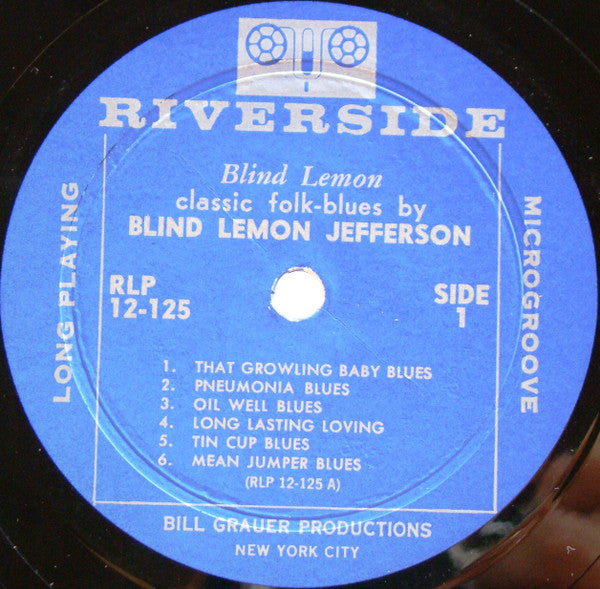 RIVERSIDE
Blind Lemon
classic folk-blues by
BLIND LEMON JEFFERSON
RLP
12-125
SIDE
1
LONG PLAYING
MICROGROOVE
1. THAT GROWLING BABY BLUES
2. PNEUMONIA BLUES
3. OIL WELL BLUES
4. LONG LASTING LOVING
5. TIN CUP BLUES
6. MEAN JUMPER BLUES
(RLP 12-125 A)
BILL GRAUER PRODUCTIONS
NEW YORK CITY